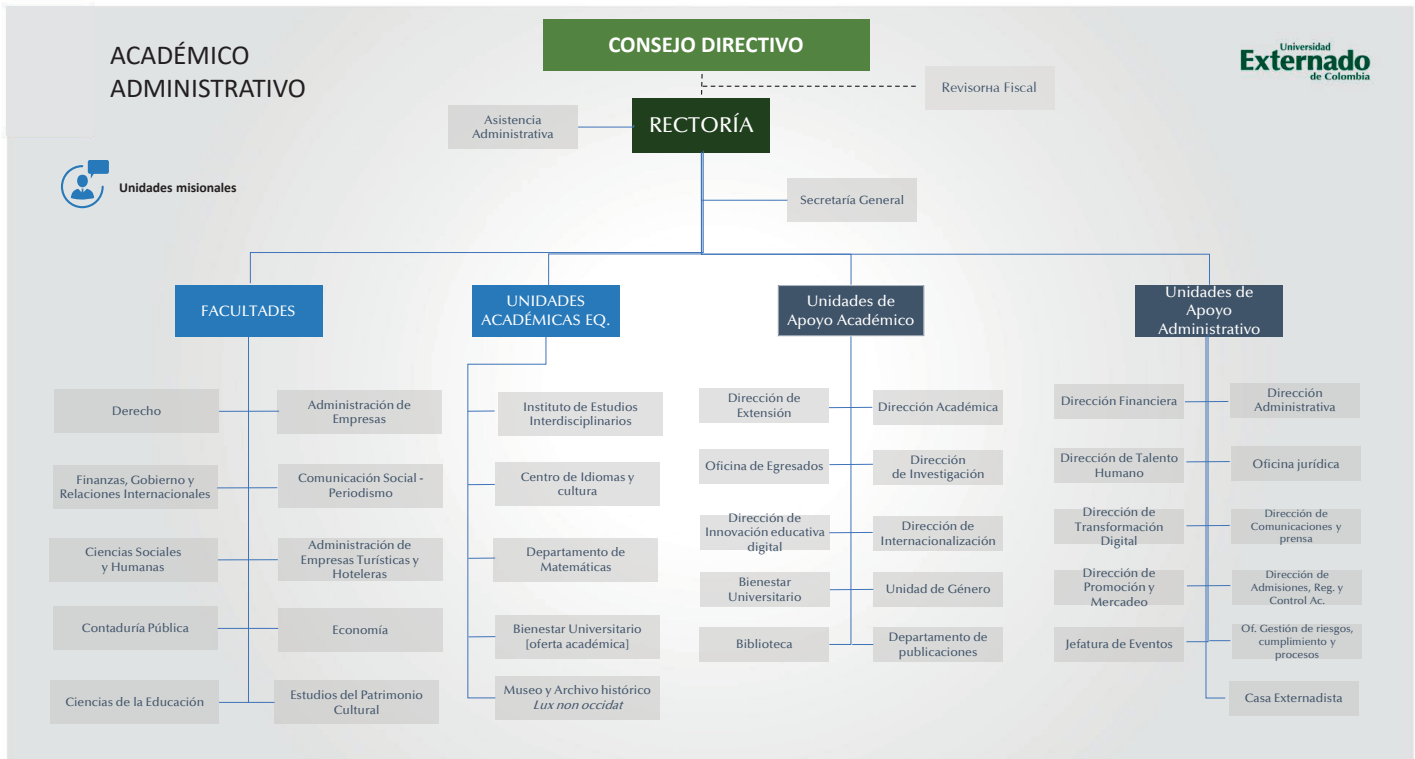 ACADÉMICO
ADMINISTRATIVO
CONSEJO DIRECTIVO
Universidad
Externado
de Colombia
Revisorнa Fiscal
Asistencia
Administrativa
RECTORÍA
Unidades misionales
Secretaría General
FACULTADES
Derecho
Administración de
Empresas
Finanzas, Gobierno y
Relaciones Internacionales
Comunicación Social -
Periodismo
Ciencias Sociales
y Humanas
Administración de
Empresas Turísticas y
Hoteleras
Contaduría Pública
Economía
Ciencias de la Educación
Estudios del Patrimonio
Cultural
UNIDADES
ACADÉMICAS EQ.
Instituto de Estudios
Interdisciplinarios
Centro de Idiomas y
cultura
Departamento de
Matemáticas
Bienestar Universitario
[oferta académica]
Museo y Archivo histórico
Lux non occidat
Unidades de
Apoyo Académico
Dirección de
Extensión
Dirección Académica
Oficina de Egresados
Dirección
de Investigación
Dirección de
Innovación educativa
digital
Dirección de
Internacionalización
Bienestar
Universitario
Unidad de Género
Biblioteca
Departamento de
publicaciones
Unidades de
Apoyo
Administrativo
Dirección Financiera
Dirección
Administrativa
Dirección de Talento
Humano
Oficina jurídica
Dirección de
Transformación
Digital
Dirección de
Comunicaciones y
prensa
Dirección de
Promoción y
Mercadeo
Dirección de
Admisiones, Reg. y
Control Ac.
Jefatura de Eventos
Of. Gestión de riesgos,
cumplimiento y
procesos
Casa Externadista